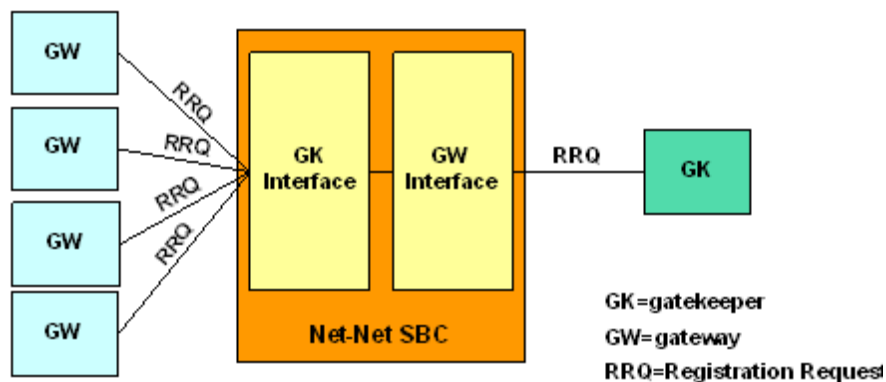 GW
RRQ
GW
RRQ
GW
RRQ
GW
RRQ
GK
Interface
GW
Interface
Net-Net SBC
RRQ
GK
GK=gatekeeper
GW=gateway
RRQ=Registration Request